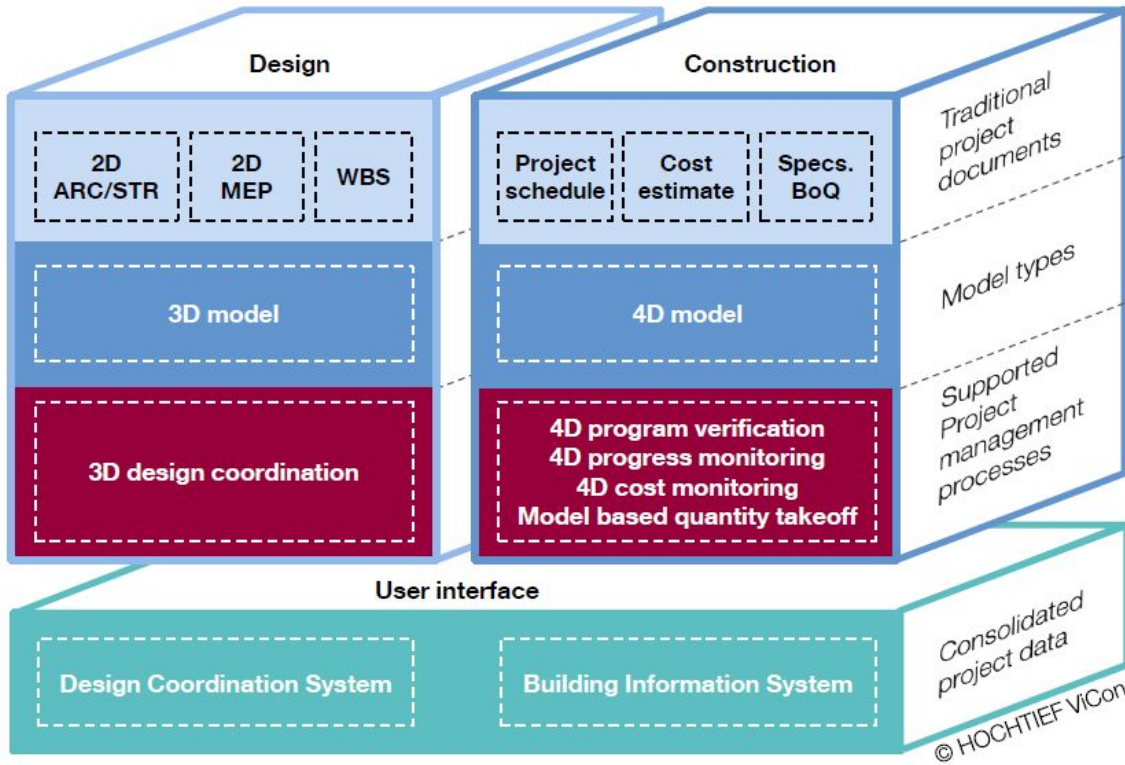 Design
Construction
2D
ARC/STR
2D
MEP
WBS
Project
schedule
Cost
estimate
Specs.
BoQ
Traditional
project
documents
3D model
4D model
Model types
3D design coordination
4D program verification
4D progress monitoring
4D cost monitoring
Model based quantity takeoff
Supported
Project
management
processes
User interface
Design Coordination System
Building Information System
Consolidated
project data
© HOCHTIEF ViCon